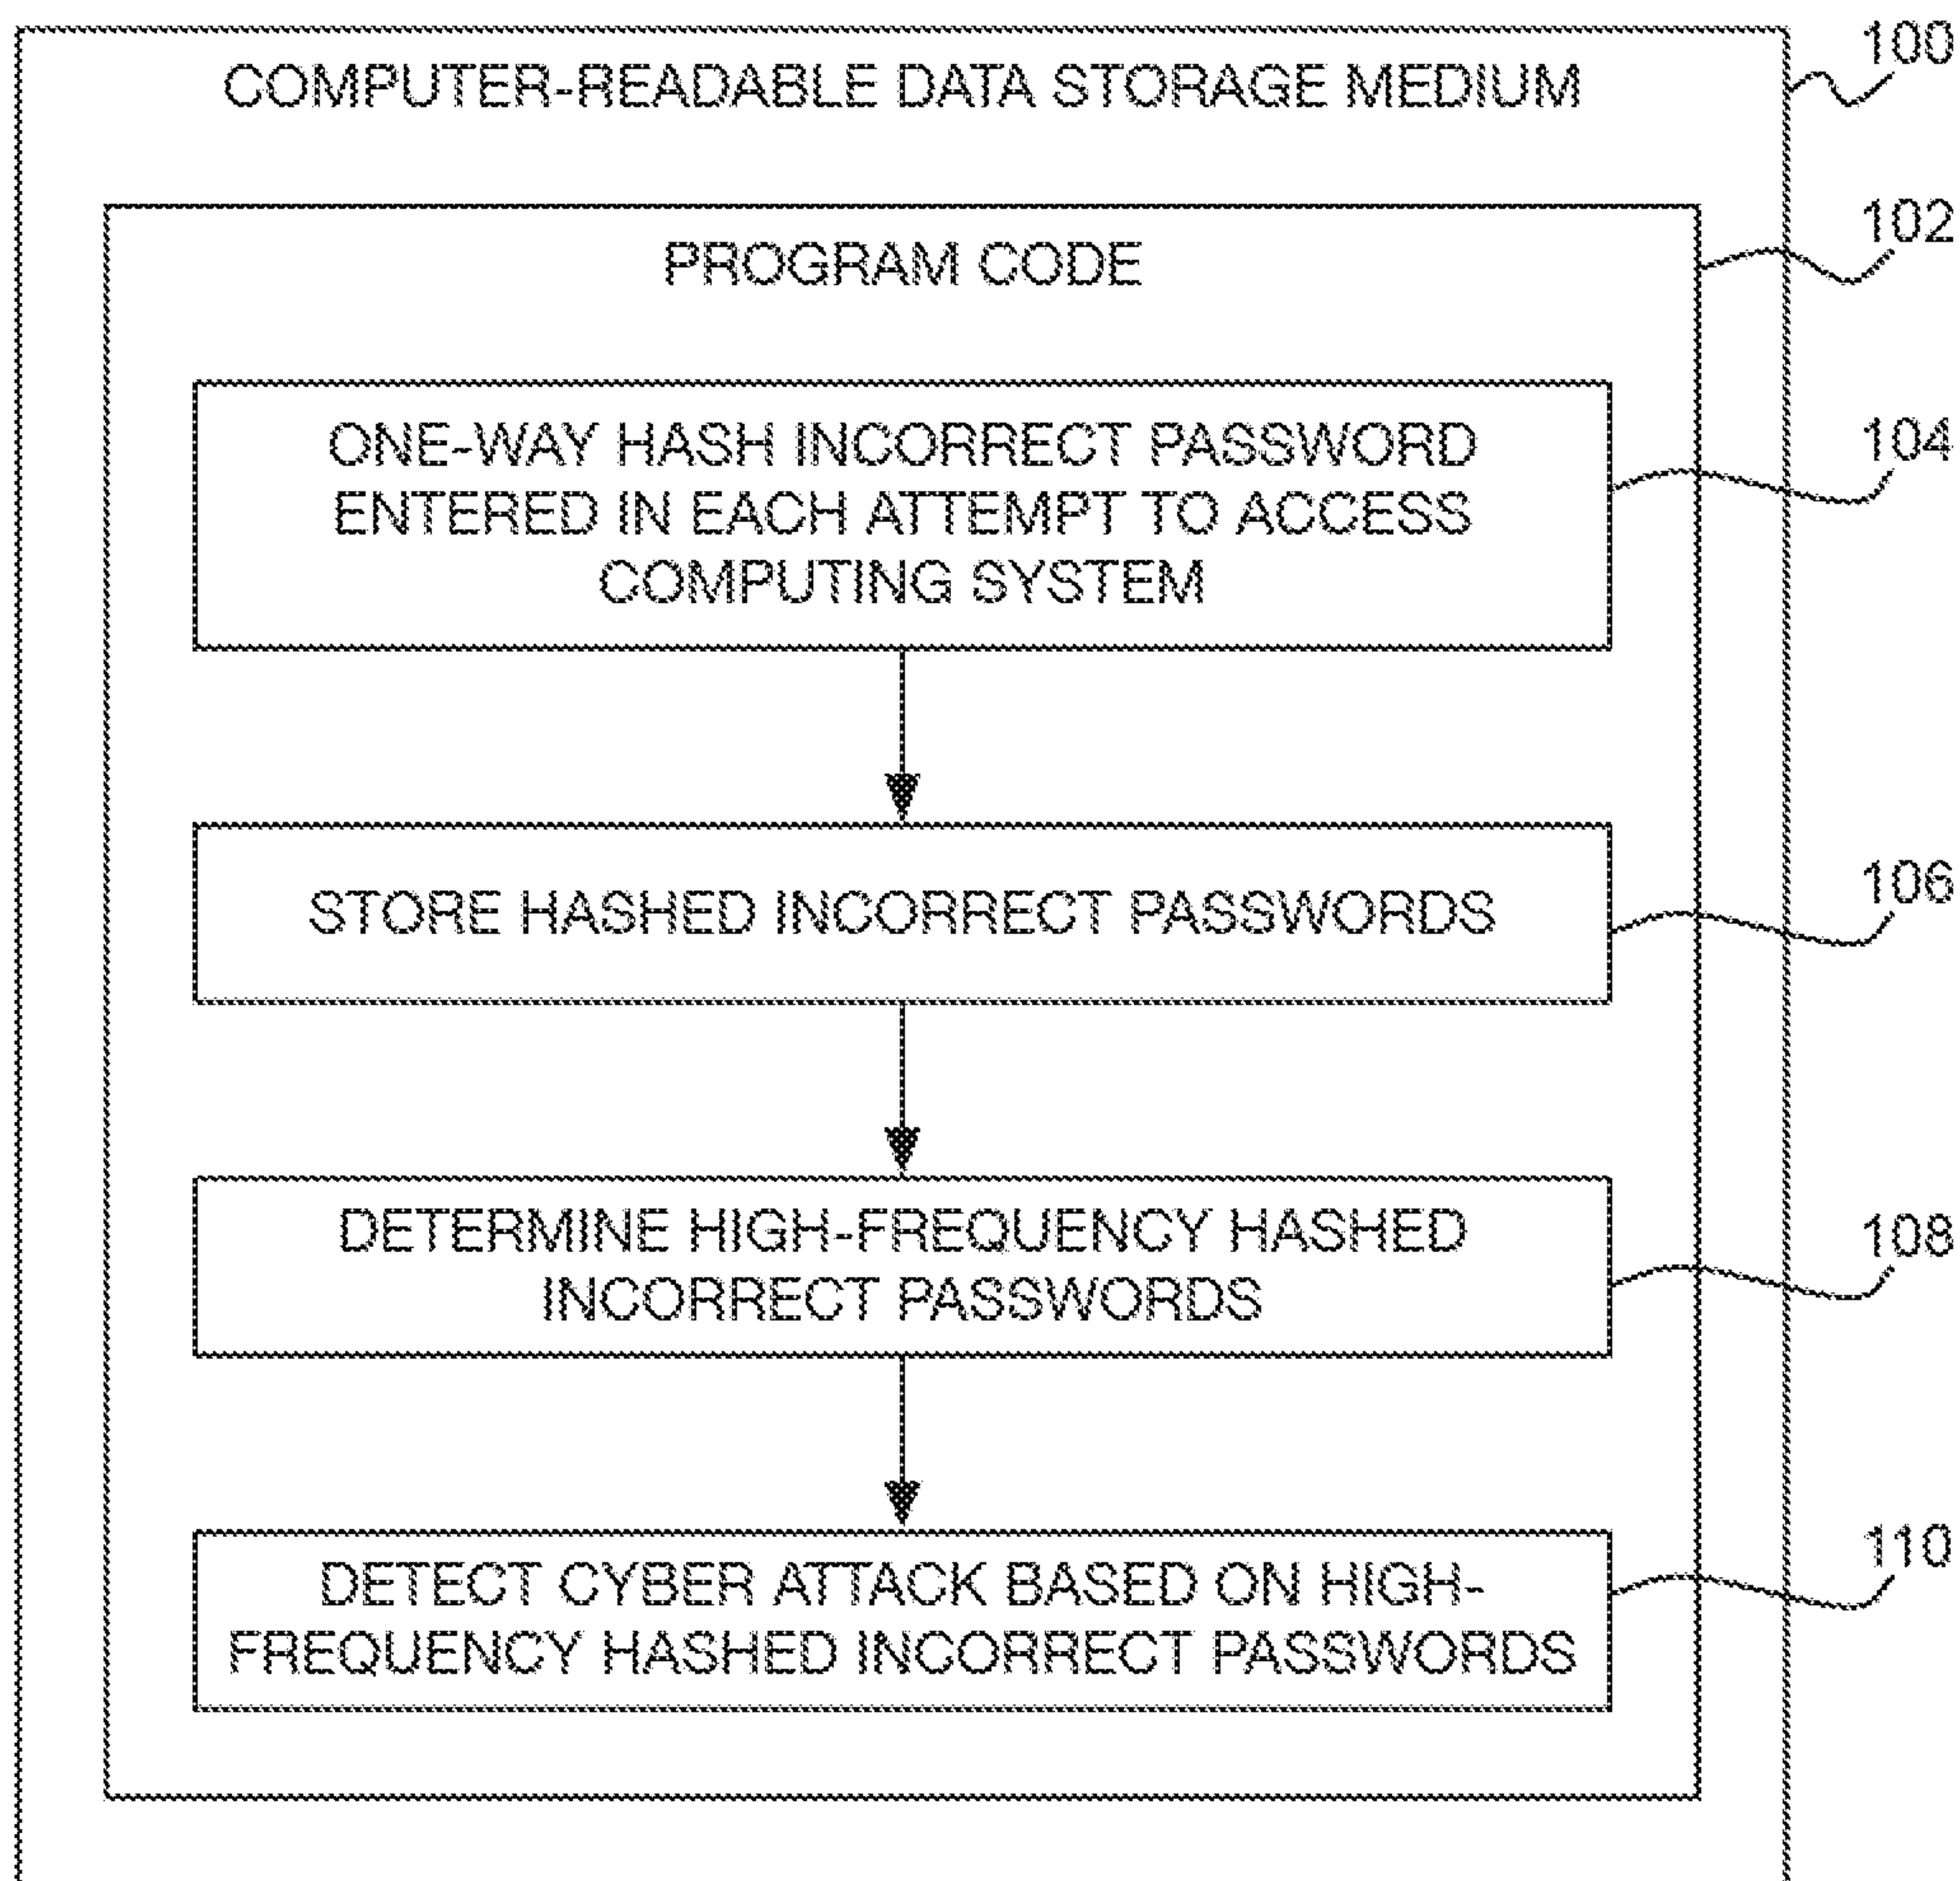 100
COMPUTER-READABLE DATA STORAGE MEDIUM
102
PROGRAM CODE
104
ONE-WAY HASH INCORRECT PASSWORD
ENTERED IN EACH ATTEMPT TO ACCESS
COMPUTING SYSTEM
106
STORE HASHED INCORRECT PASSWORDS
108
DETERMINE HIGH-FREQUENCY HASHED
INCORRECT PASSWORDS
110
DETECT CYBER ATTACK BASED ON HIGH-
FREQUENCY HASHED INCORRECT PASSWORDS